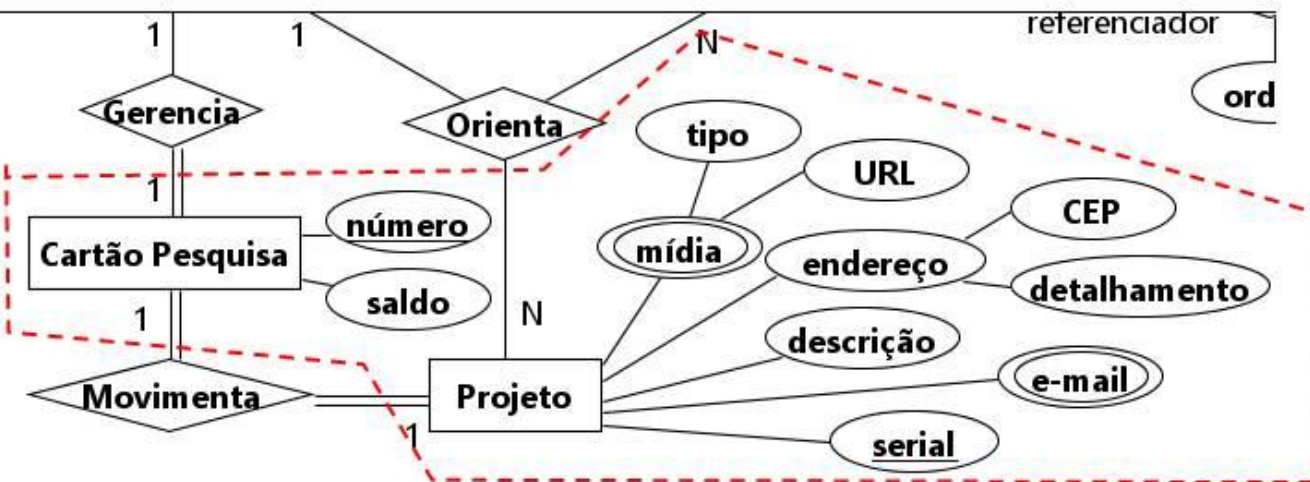 1
1
N
referenciador
Gerencia
Orienta
ord
tipo
URL
1
CEP
número
Cartão Pesquisa
mídia
endereço
saldo
detalhamento
1
N
descrição
e-mail
Movimenta
Projeto
1
serial